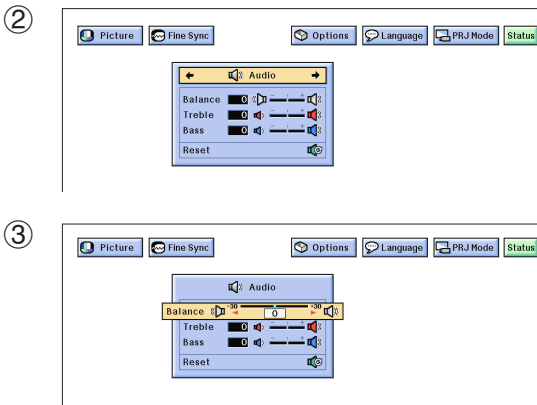 ②
Picture Fine Sync Options Language PRJ Mode Status
Audio
Balance 0 - +
Treble 0 - +
Bass 0 - +
Reset
③
Picture Fine Sync Options Language PRJ Mode Status
Audio
Balance -30 0 +30
Treble 0 - +
Bass 0 - +
Reset